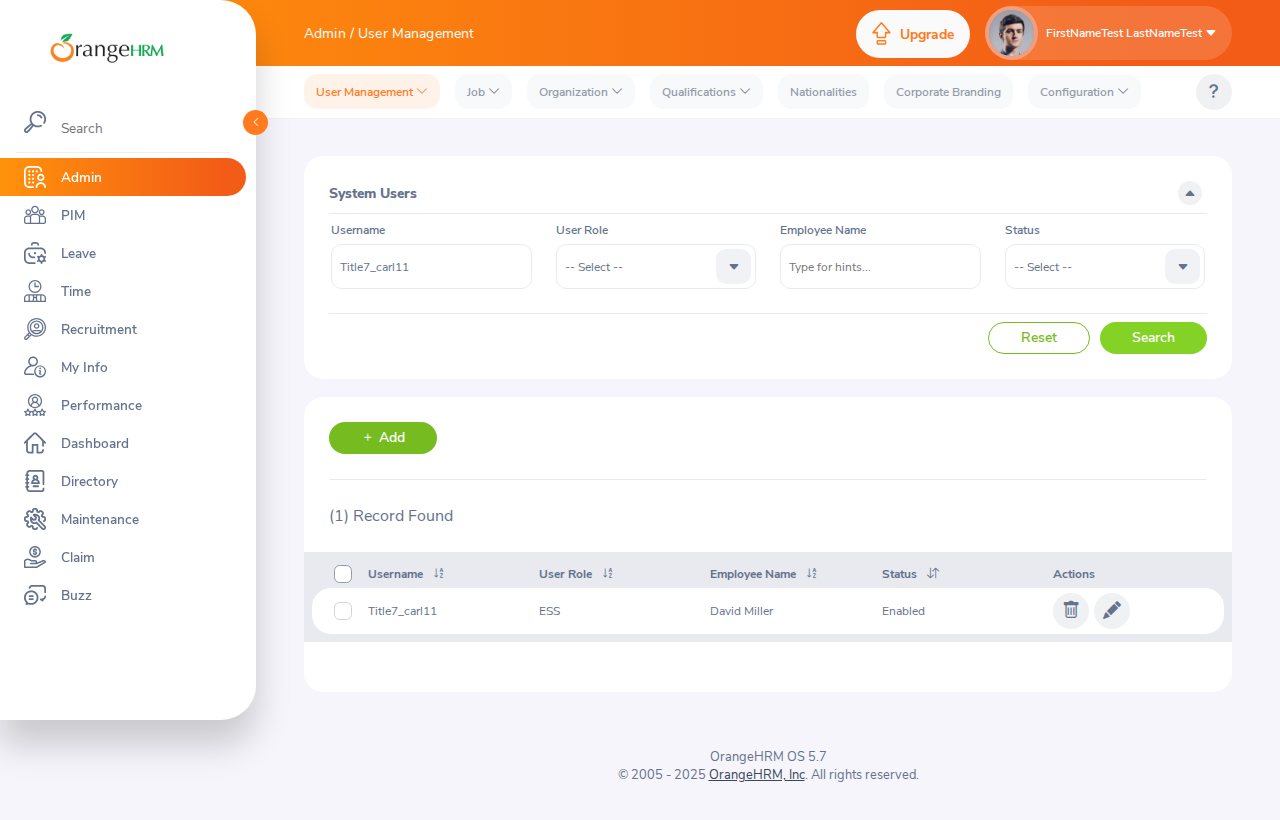 OrangeHRM
Search
Admin
PIM
Leave
Time
Recruitment
My Info
Performance
Dashboard
Directory
Maintenance
Claim
Buzz
Admin / User Management
Upgrade
FirstNameTest LastNameTest
User Management
Job
Organization
Qualifications
Nationalities
Corporate Branding
Configuration
?
System Users
Username
User Role
Employee Name
Status
Title7_carl11
-- Select --
Type for hints...
-- Select --
Reset
Search
+ Add
(1) Record Found
Username
User Role
Employee Name
Status
Actions
Title7_carl11
ESS
David Miller
Enabled
OrangeHRM OS 5.7
© 2005 - 2025 OrangeHRM, Inc. All rights reserved.